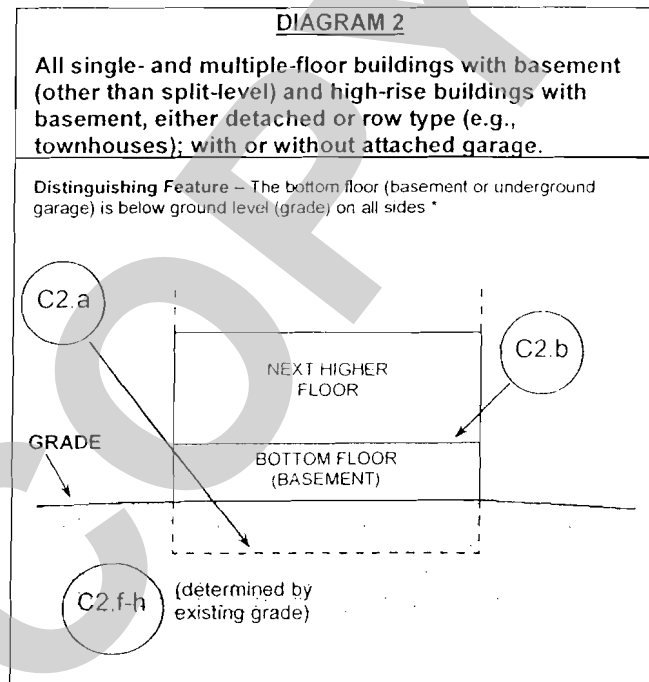 DIAGRAM 2
All single- and multiple-floor buildings with basement
(other than split-level) and high-rise buildings with
basement, either detached or row type (e.g.,
townhouses); with or without attached garage.
Distinguishing Feature – The bottom floor (basement or underground
garage) is below ground level (grade) on all sides *
C2.a
C2.b
NEXT HIGHER
FLOOR
GRADE
BOTTOM FLOOR
(BASEMENT)
C2.f-h
(determined by
existing grade)
COPY